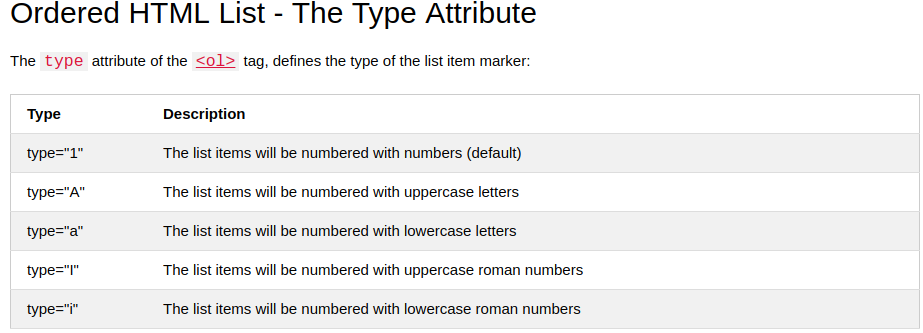 Ordered HTML List - The Type Attribute
The type attribute of the <ol> tag, defines the type of the list item marker:
Type Description
type="1" The list items will be numbered with numbers (default)
type="A" The list items will be numbered with uppercase letters
type="a" The list items will be numbered with lowercase letters
type="I" The list items will be numbered with uppercase roman numbers
type="i" The list items will be numbered with lowercase roman numbers